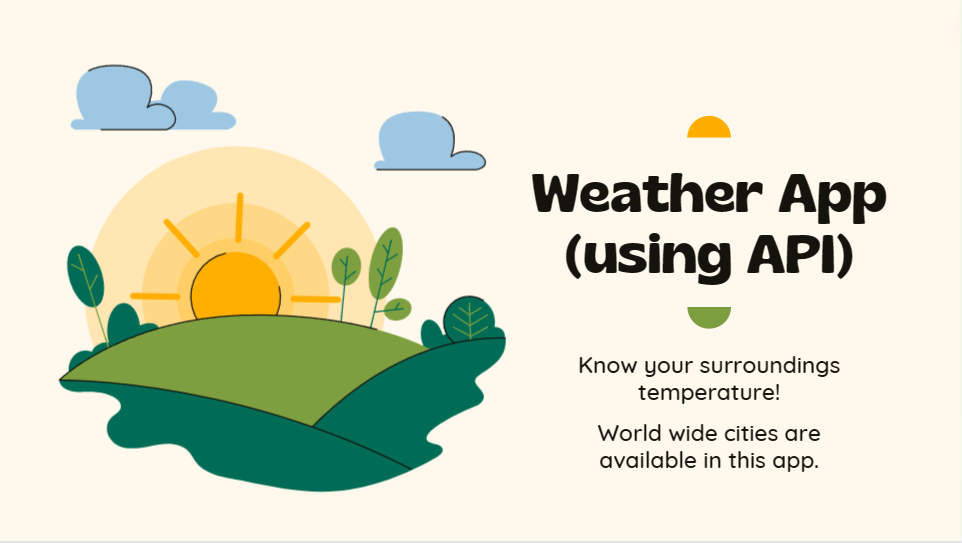 Weather App
(using API)
Know your surroundings
temperature!
World wide cities are
available in this app.